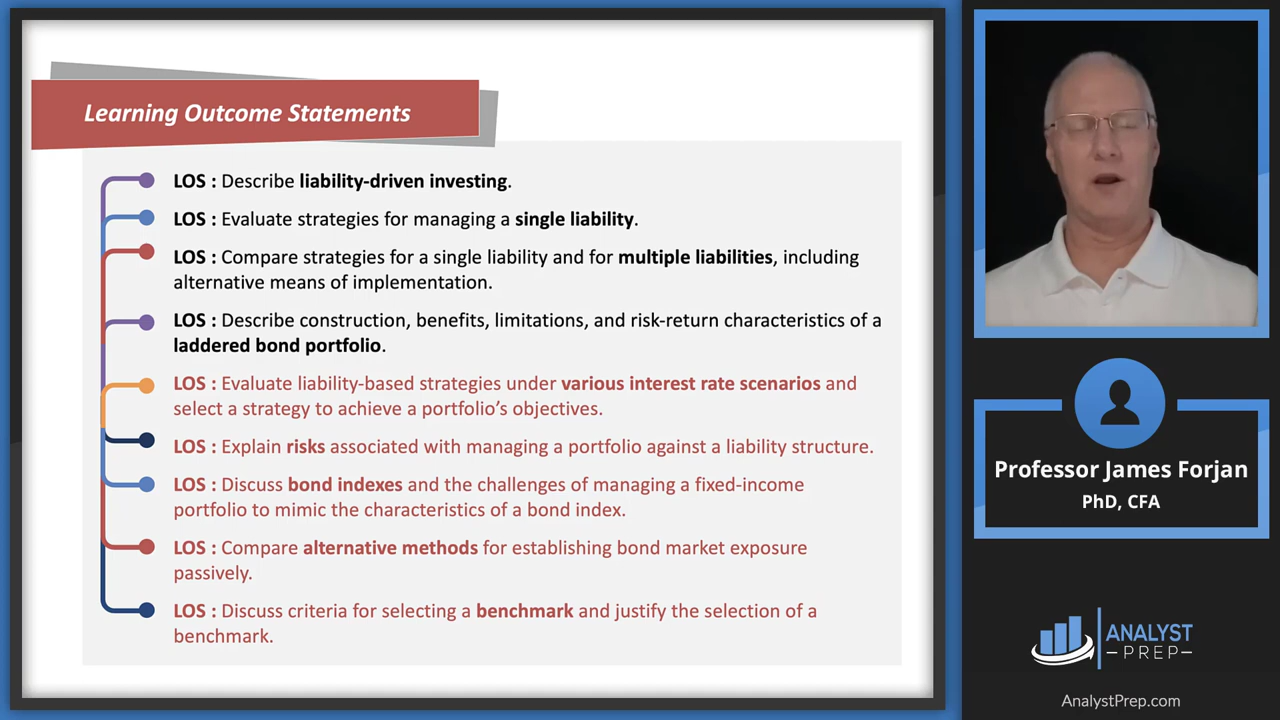 Learning Outcome Statements
LOS : Describe liability-driven investing.
LOS : Evaluate strategies for managing a single liability.
LOS : Compare strategies for a single liability and for multiple liabilities, including
alternative means of implementation.
LOS : Describe construction, benefits, limitations, and risk-return characteristics of a
laddered bond portfolio.
LOS : Evaluate liability-based strategies under various interest rate scenarios and
select a strategy to achieve a portfolio’s objectives.
LOS : Explain risks associated with managing a portfolio against a liability structure.
LOS : Discuss bond indexes and the challenges of managing a fixed-income
portfolio to mimic the characteristics of a bond index.
LOS : Compare alternative methods for establishing bond market exposure
passively.
LOS : Discuss criteria for selecting a benchmark and justify the selection of a
benchmark.
Professor James Forjan
PhD, CFA
ANALYST
PREP
AnalystPrep.com